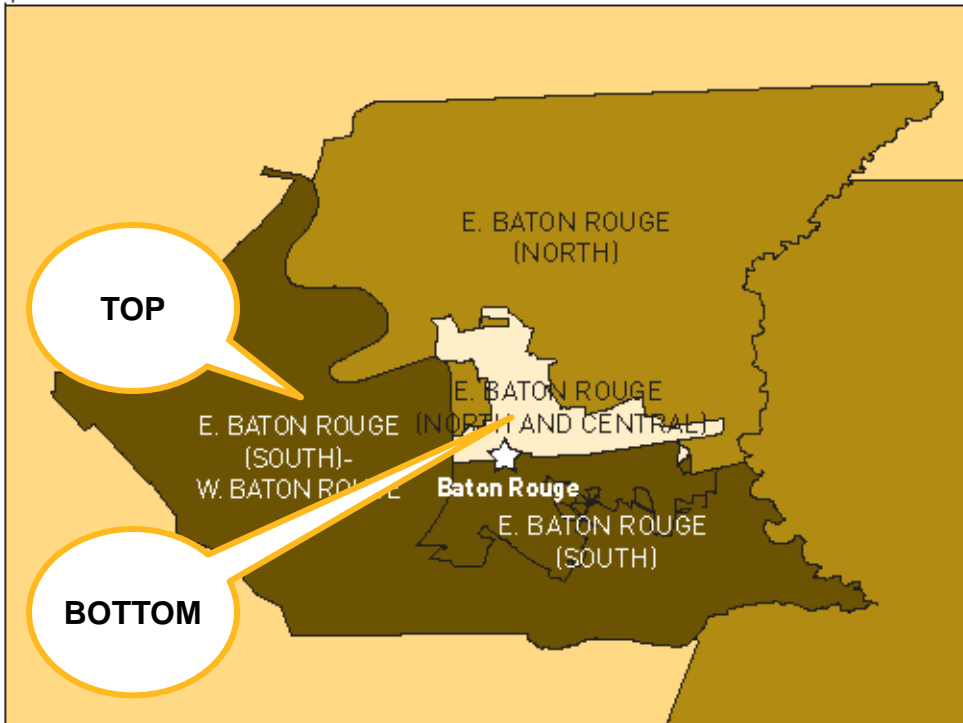 E. BATON ROUGE
(NORTH)
TOP
E. BATON ROUGE
(NORTH AND CENTRAL)
E. BATON ROUGE
(SOUTH)-
W. BATON ROUGE
Baton Rouge
E. BATON ROUGE
(SOUTH)
BOTTOM